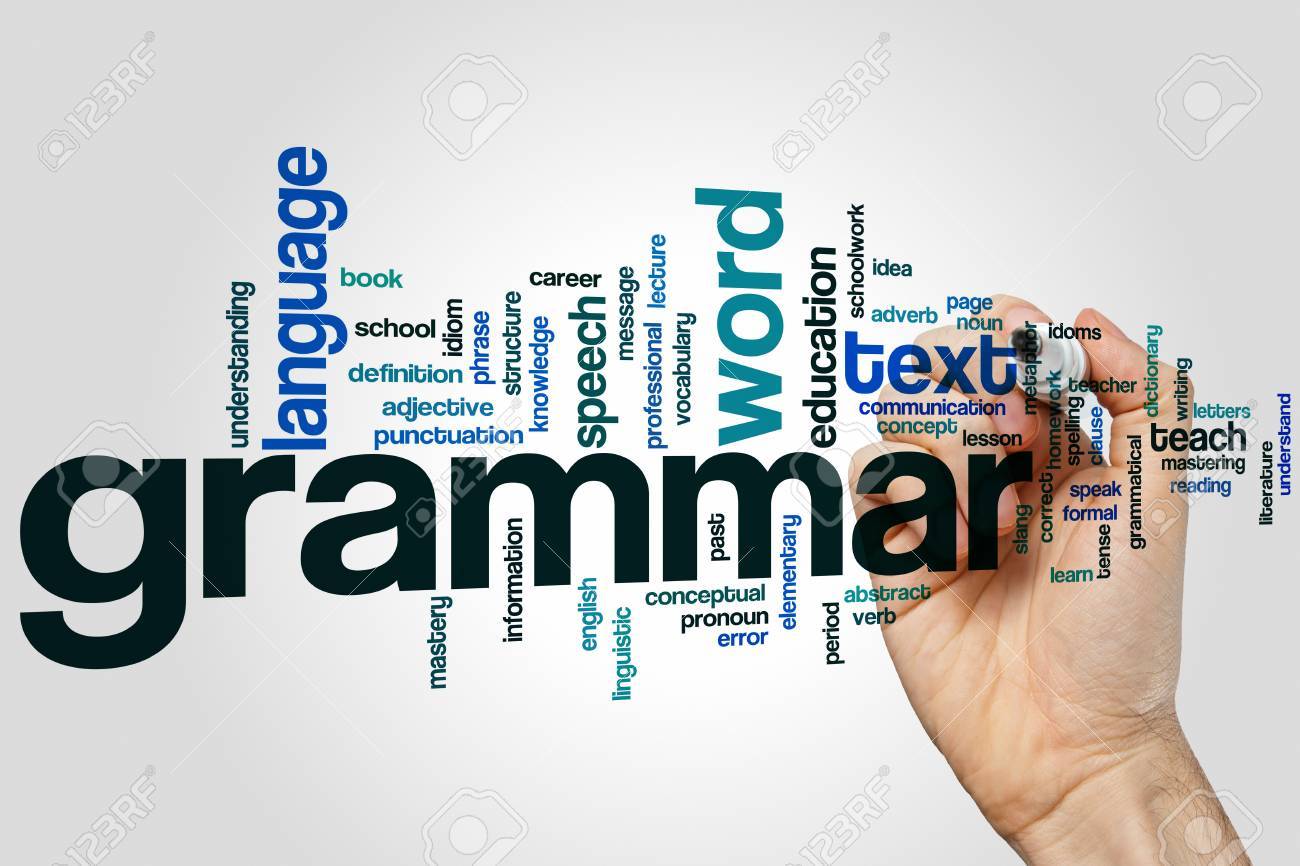 language
understanding
book
school
definition
adjective
punctuation
idiom
phrase
structure
knowledge
career
speech
message
lecture
professional
vocabulary
word
education
schoolwork
idea
adverb
page
noun
text
metaphor
idoms
communication
concept
lesson
homework
teacher
spelling
clause
dictionary
writing
letters
teach
mastering
reading
understand
literature
grammatical
grammar
slang
correct
speak
formal
tense
learn
mastery
information
english
linguistic
past
conceptual
pronoun
error
elementary
period
abstract
verb
123RF
123RF
123RF
123RF